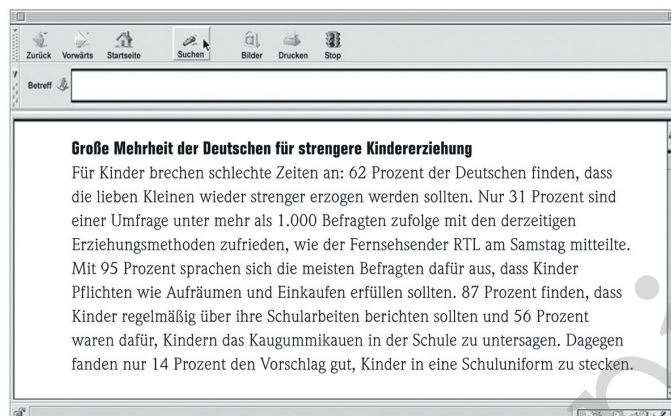 Zurück Vorwärts Startseite Suchen Bilder Drucken Stop
Betreff
Große Mehrheit der Deutschen für strengere Kindererziehung
Für Kinder brechen schlechte Zeiten an: 62 Prozent der Deutschen finden, dass
die lieben Kleinen wieder strenger erzogen werden sollten. Nur 31 Prozent sind
einer Umfrage unter mehr als 1.000 Befragten zufolge mit den derzeitigen
Erziehungsmethoden zufrieden, wie der Fernsehsender RTL am Samstag mitteilte.
Mit 95 Prozent sprachen sich die meisten Befragten dafür aus, dass Kinder
Pflichten wie Aufräumen und Einkaufen erfüllen sollten. 87 Prozent finden, dass
Kinder regelmäßig über ihre Schularbeiten berichten sollten und 56 Prozent
waren dafür, Kindern das Kaugummikauen in der Schule zu untersagen. Dagegen
fanden nur 14 Prozent den Vorschlag gut, Kinder in eine Schuluniform zu stecken.